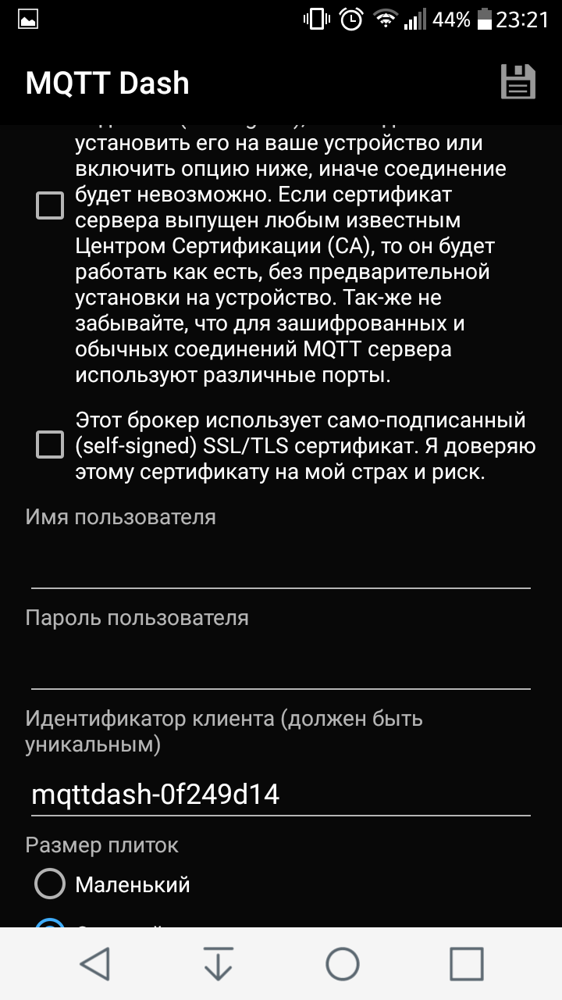 44% 23:21
MQTT Dash
установить его на ваше устройство или
включить опцию ниже, иначе соединение
будет невозможно. Если сертификат
сервера выпущен любым известным
Центром Сертификации (CA), то он будет
работать как есть, без предварительной
установки на устройство. Так-же не
забывайте, что для зашифрованных и
обычных соединений MQTT сервера
используют различные порты.
Этот брокер использует само-подписанный
(self-signed) SSL/TLS сертификат. Я доверяю
этому сертификату на мой страх и риск.
Имя пользователя
Пароль пользователя
Идентификатор клиента (должен быть
уникальным)
mqttdash-0f249d14
Размер плиток
Маленький